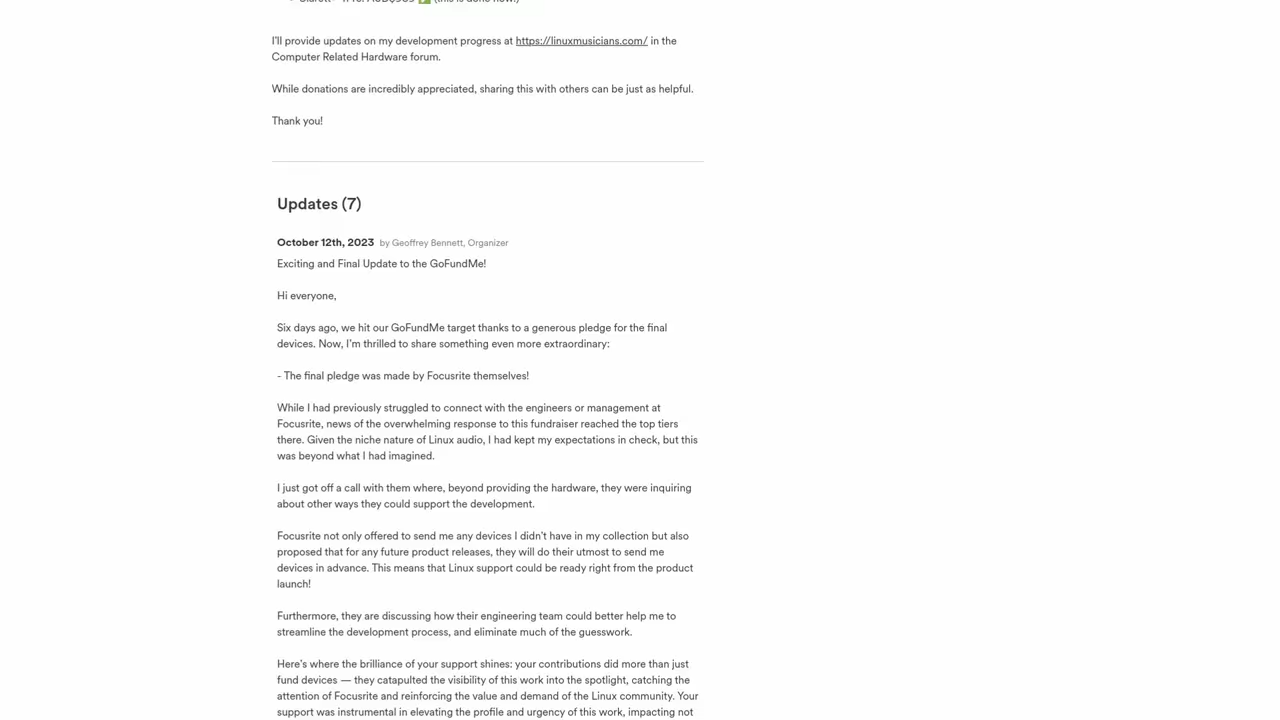 I'll provide updates on my development progress at https://linuxmusicians.com/ in the
Computer Related Hardware forum.
While donations are incredibly appreciated, sharing this with others can be just as helpful.
Thank you!
Updates (7)
October 12th, 2023 by Geoffrey Bennett, Organizer
Exciting and Final Update to the GoFundMe!
Hi everyone,
Six days ago, we hit our GoFundMe target thanks to a generous pledge for the final
devices. Now, I'm thrilled to share something even more extraordinary:
- The final pledge was made by Focusrite themselves!
While I had previously struggled to connect with the engineers or management at
Focusrite, news of the overwhelming response to this fundraiser reached the top tiers
there. Given the niche nature of Linux audio, I had kept my expectations in check, but this
was beyond what I had imagined.
I just got off a call with them where, beyond providing the hardware, they were inquiring
about other ways they could support the development.
Focusrite not only offered to send me any devices I didn't have in my collection but also
proposed that for any future product releases, they will do their utmost to send me
devices in advance. This means that Linux support could be ready right from the product
launch!
Furthermore, they are discussing how their engineering team could better help me to
streamline the development process, and eliminate much of the guesswork.
Here's where the brilliance of your support shines: your contributions did more than just
fund devices — they catapulted the visibility of this work into the spotlight, catching the
attention of Focusrite and reinforcing the value and demand of the Linux community. Your
support was instrumental in elevating the profile and urgency of this work, impacting not